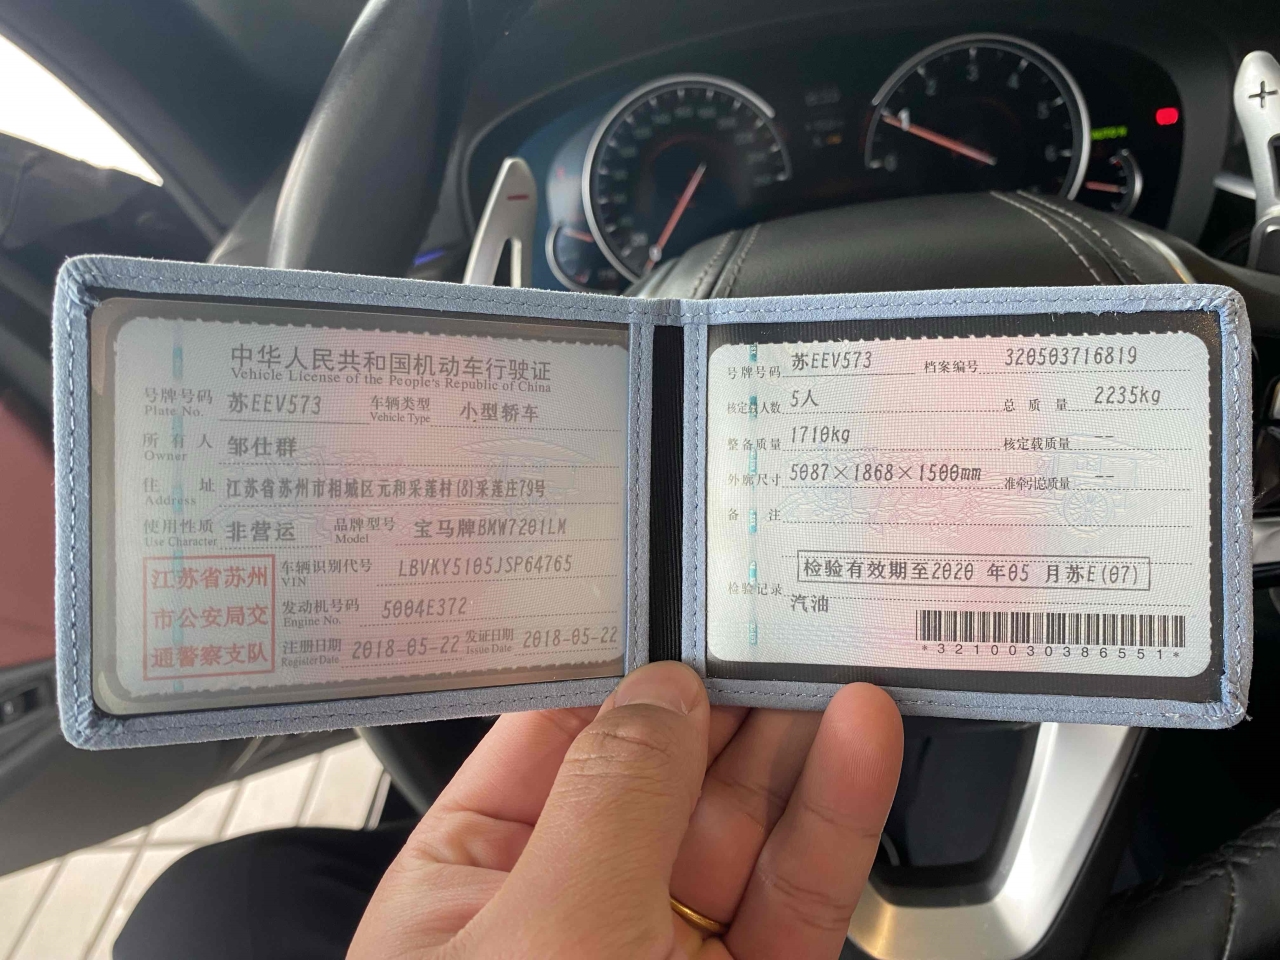 中华人民共和国机动车行驶证
Vehicle License of the People's Republic of China
号牌号码 苏EEV573 车辆类型 小型轿车
Plate No. Vehicle Type
所有人 邹仕群
Owner
住址 江苏省苏州市相城区元和采莲村(8)采莲庄79号
Address
使用性质 非营运 品牌型号 宝马牌BMW7201LM
Use Character Model
江苏省苏州
市公安局交
通警察支队
车辆识别代号 LBVKY5105JSP64765
VIN
发动机号码 5004E372
Engine No.
注册日期 2018-05-22 发证日期 2018-05-22
Register Date Issue Date
号牌号码 苏EEV573 档案编号 320503716819
核定载人数 5人 总质量 2235kg
整备质量 1710kg 核定载质量 --
外廓尺寸 5087×1868×1500mm 准牵引总质量 --
备注
检验记录 检验有效期至2020 年05 月苏E(07)
汽油
*3210030386551*
1
2
3
4
5
6
+